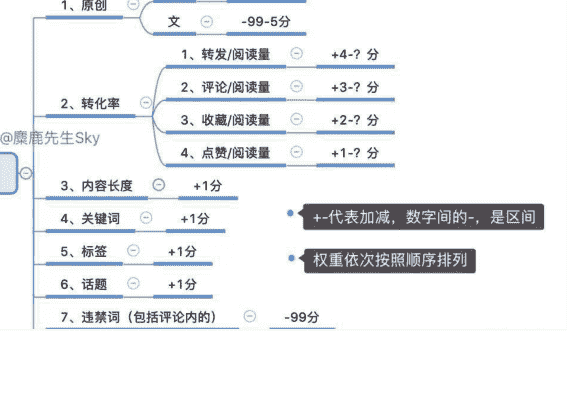 1、原创
文 -99-5分
1、转发/阅读量 +4-？分
2、转化率
2、评论/阅读量 +3-？分
3、收藏/阅读量 +2-？分
4、点赞/阅读量 +1-？分
@麋鹿先生Sky
3、内容长度 +1分
4、关键词 +1分
5、标签 +1分
6、话题 +1分
7、违禁词（包括评论内的） -99分
+-代表加减，数字间的-，是区间
权重依次按照顺序排列